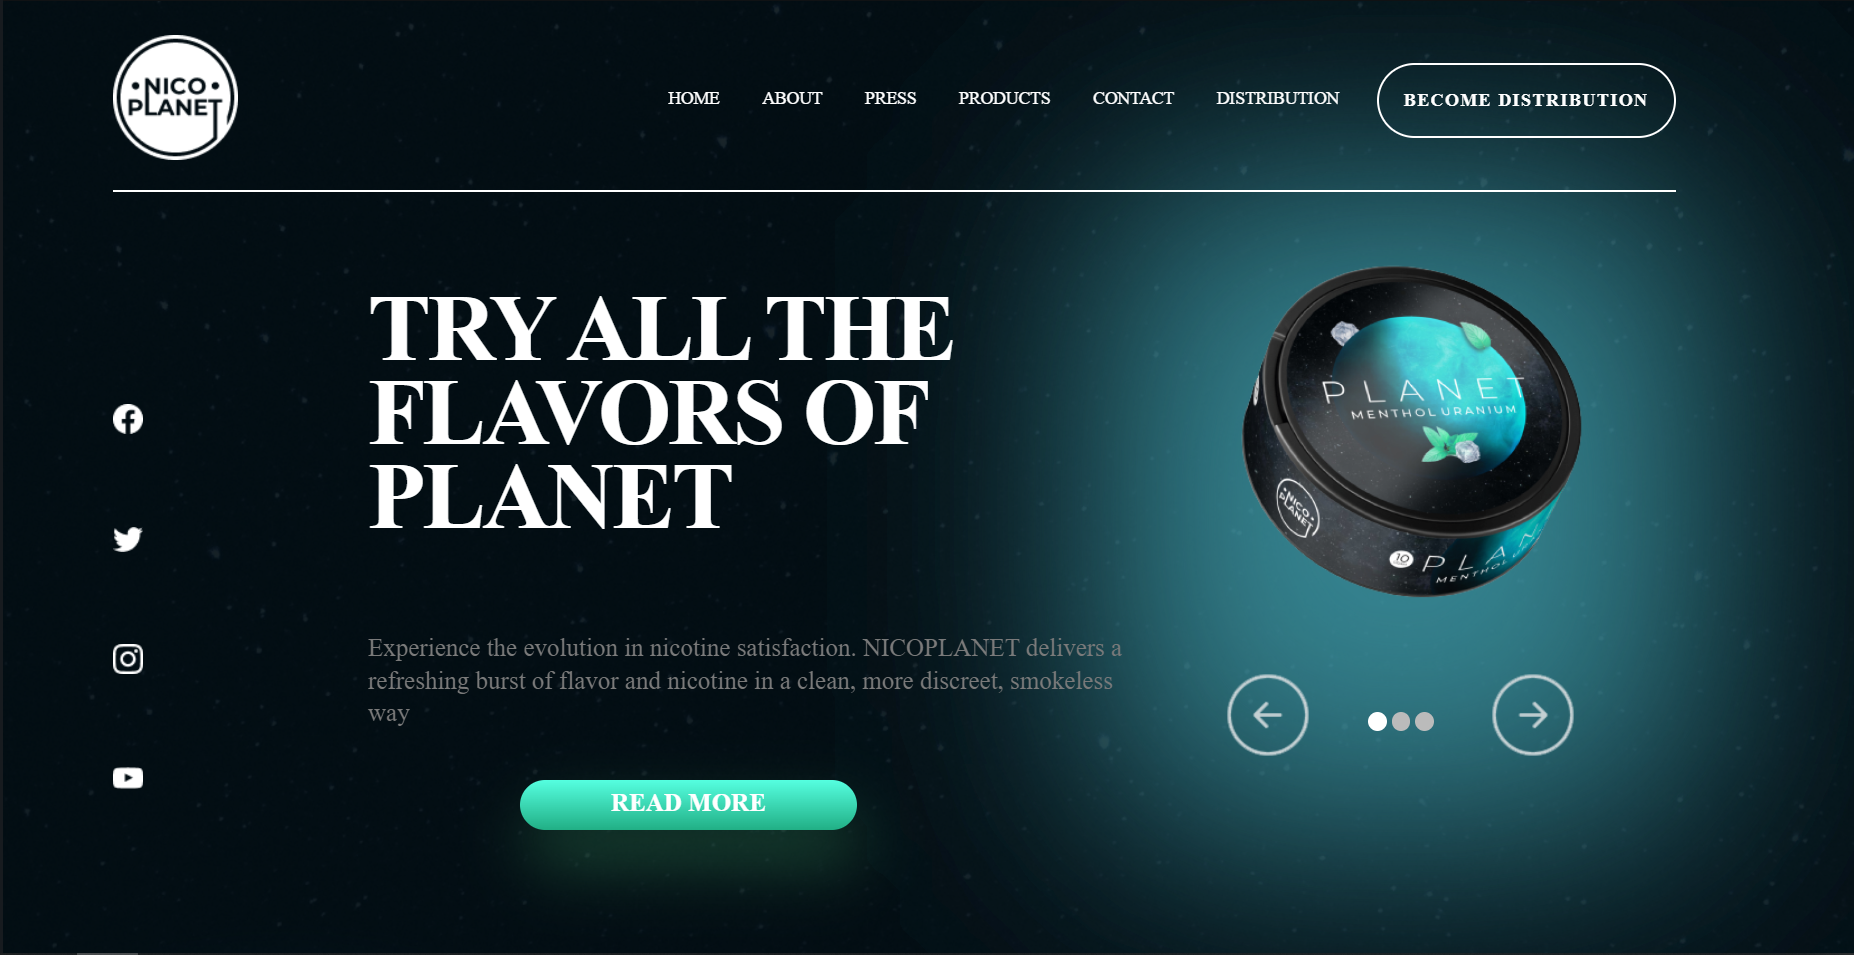 NICO
PLANET
HOME ABOUT PRESS PRODUCTS CONTACT DISTRIBUTION BECOME DISTRIBUTION
TRY ALL THE
FLAVORS OF
PLANET
PLANET
MENTHOL URANIUM
NICO
PLANET
10
PLAN
MENTHOL URA
Experience the evolution in nicotine satisfaction. NICOPLANET delivers a
refreshing burst of flavor and nicotine in a clean, more discreet, smokeless
way
READ MORE